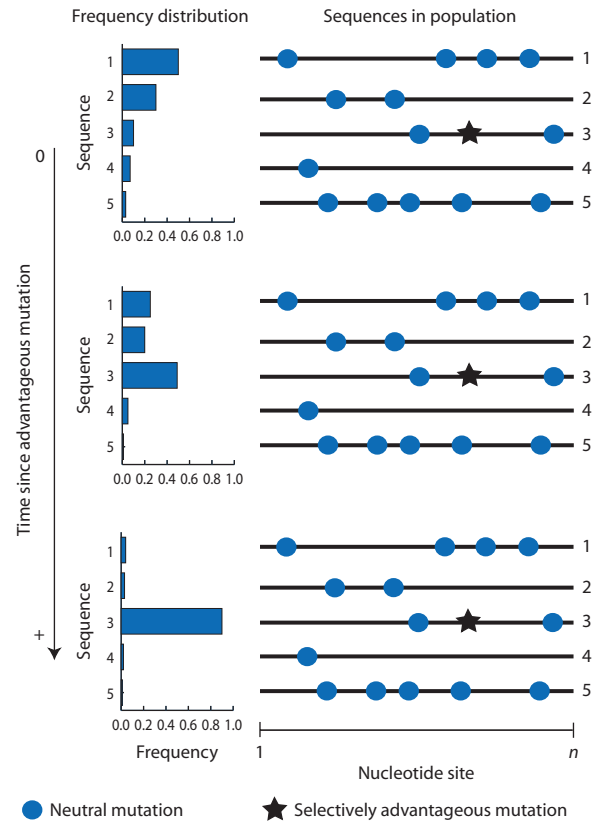 Frequency distribution
Sequences in population
Time since advantageous mutation
0
+
Sequence
1
2
3
4
5
0.0 0.2 0.4 0.6 0.8 1.0
1
2
3
4
5
Sequence
1
2
3
4
5
0.0 0.2 0.4 0.6 0.8 1.0
1
2
3
4
5
Sequence
1
2
3
4
5
0.0 0.2 0.4 0.6 0.8 1.0
Frequency
1
2
3
4
5
1 n
Nucleotide site
Neutral mutation
Selectively advantageous mutation